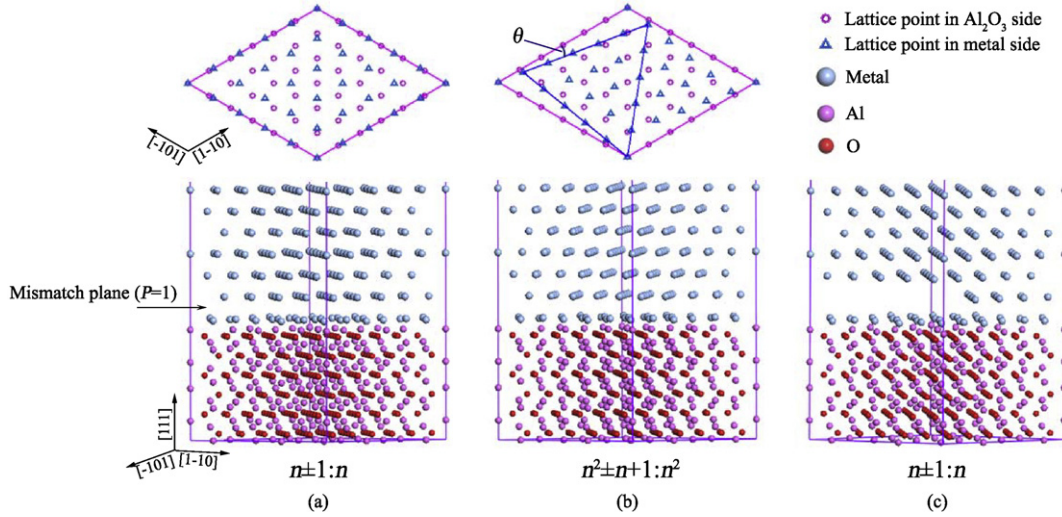 θ
Lattice point in Al₂O₃ side
Lattice point in metal side
Metal
Al
O
[-101]
[1-10]
Mismatch plane (P=1)
[111]
[-101]
[1-10]
n±1:n
n²±n+1:n²
n±1:n
(a)
(b)
(c)